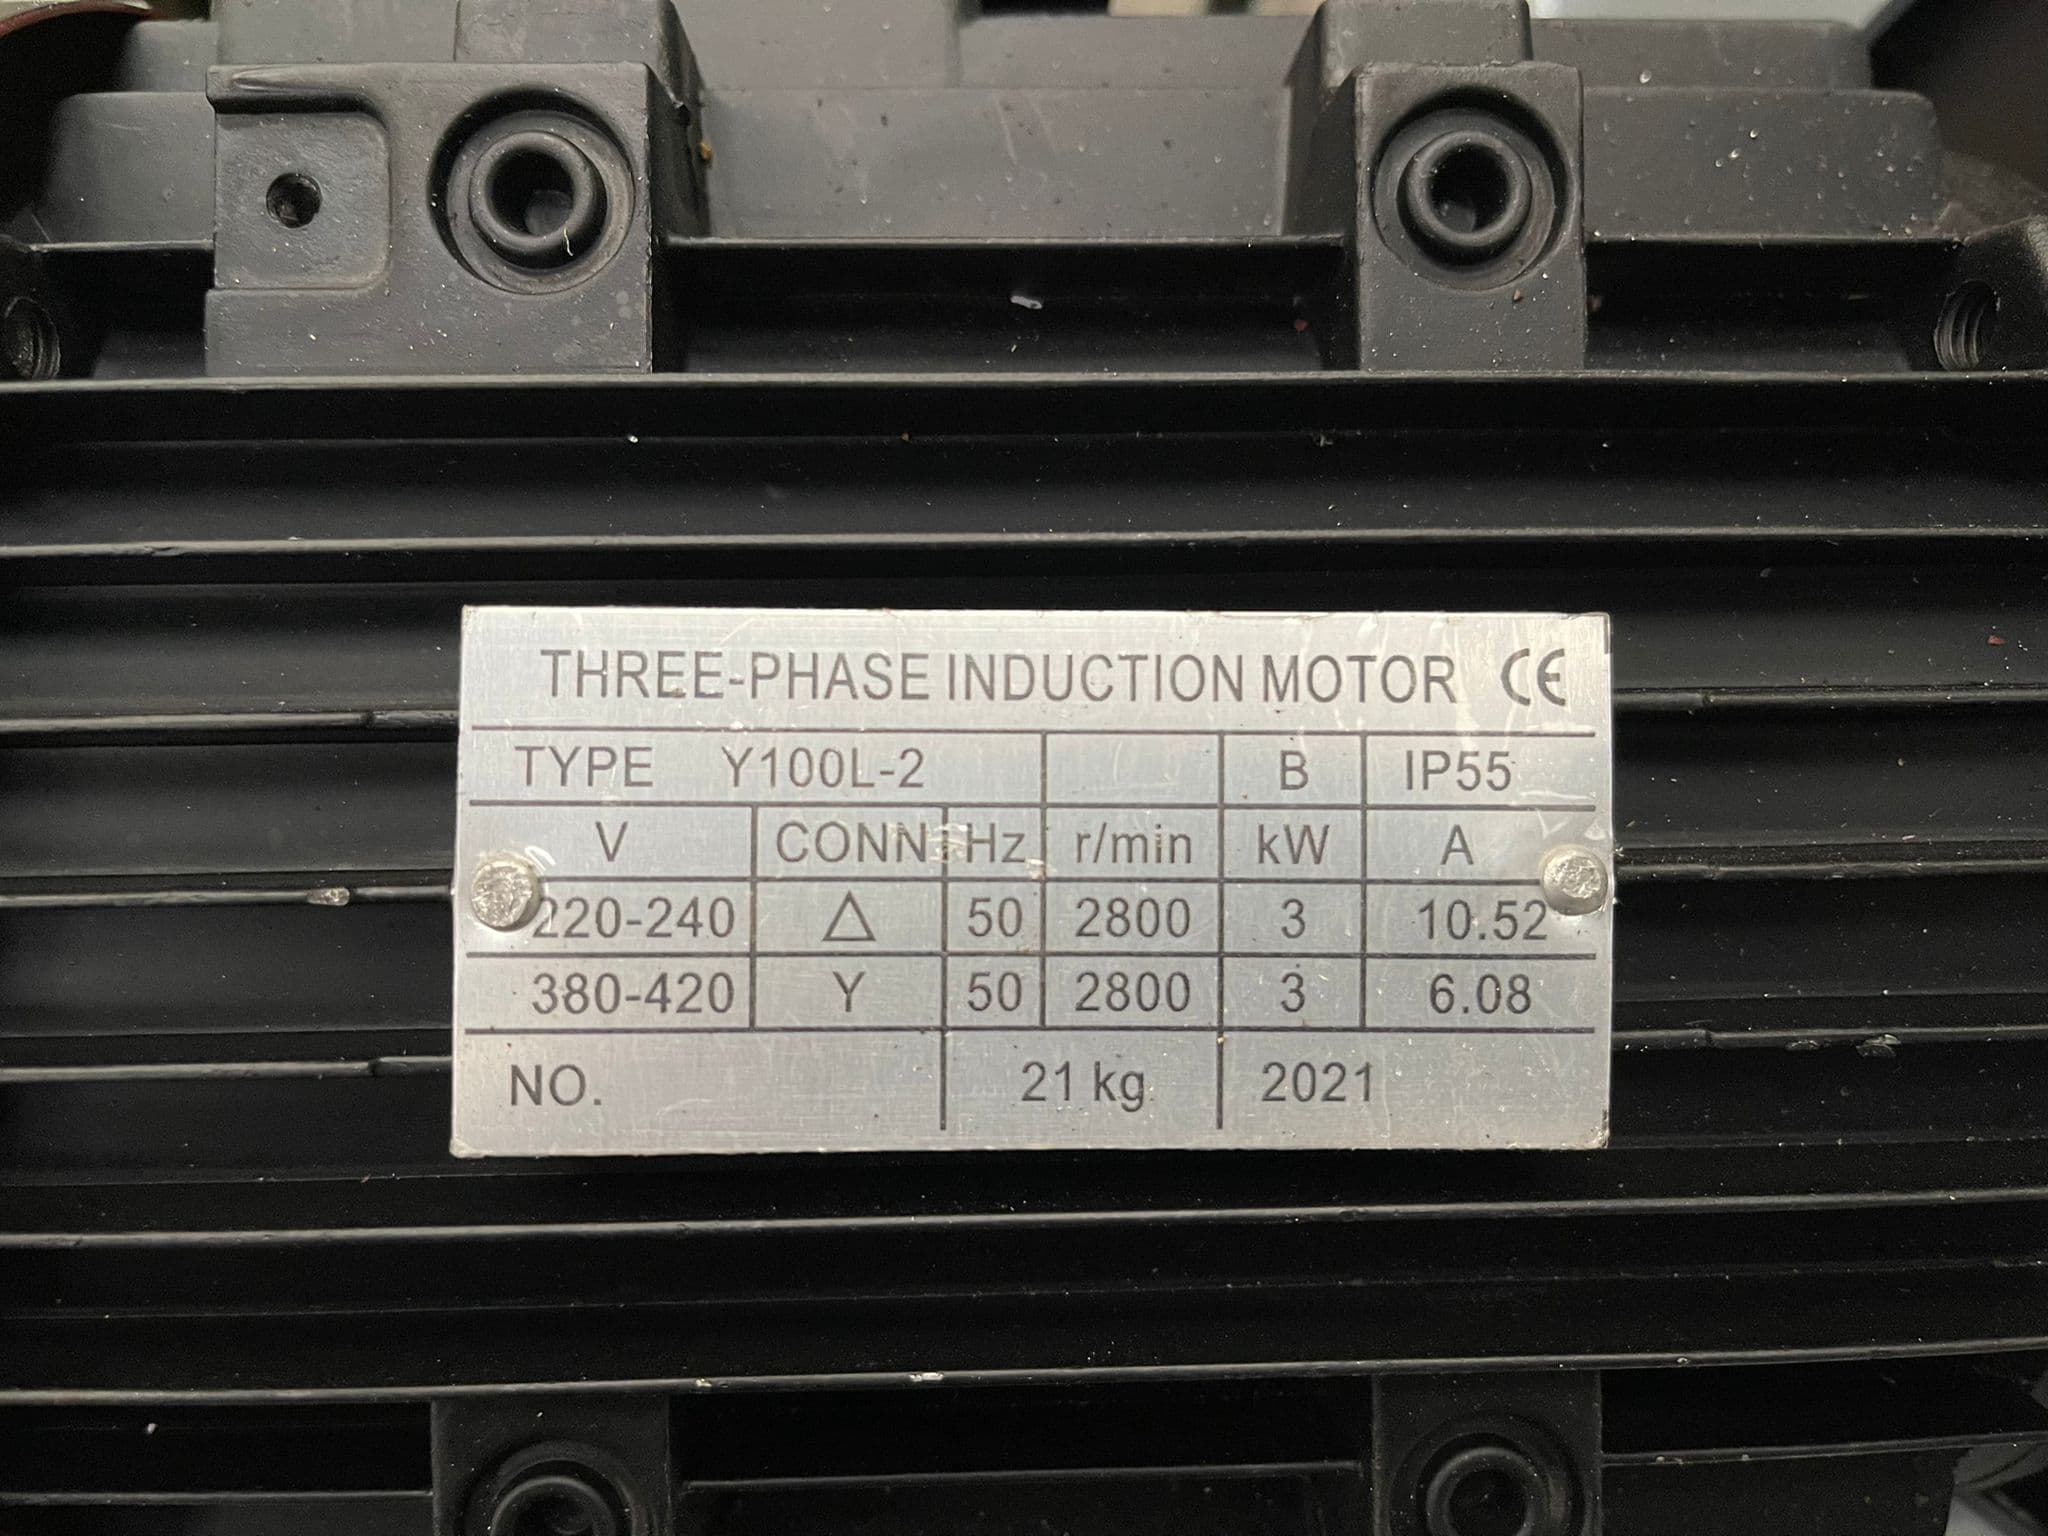 THREE-PHASE INDUCTION MOTOR CE
TYPE Y100L-2 B IP55
V CONN Hz r/min kW A
220-240 △ 50 2800 3 10.52
380-420 Y 50 2800 3 6.08
NO. 21 kg 2021